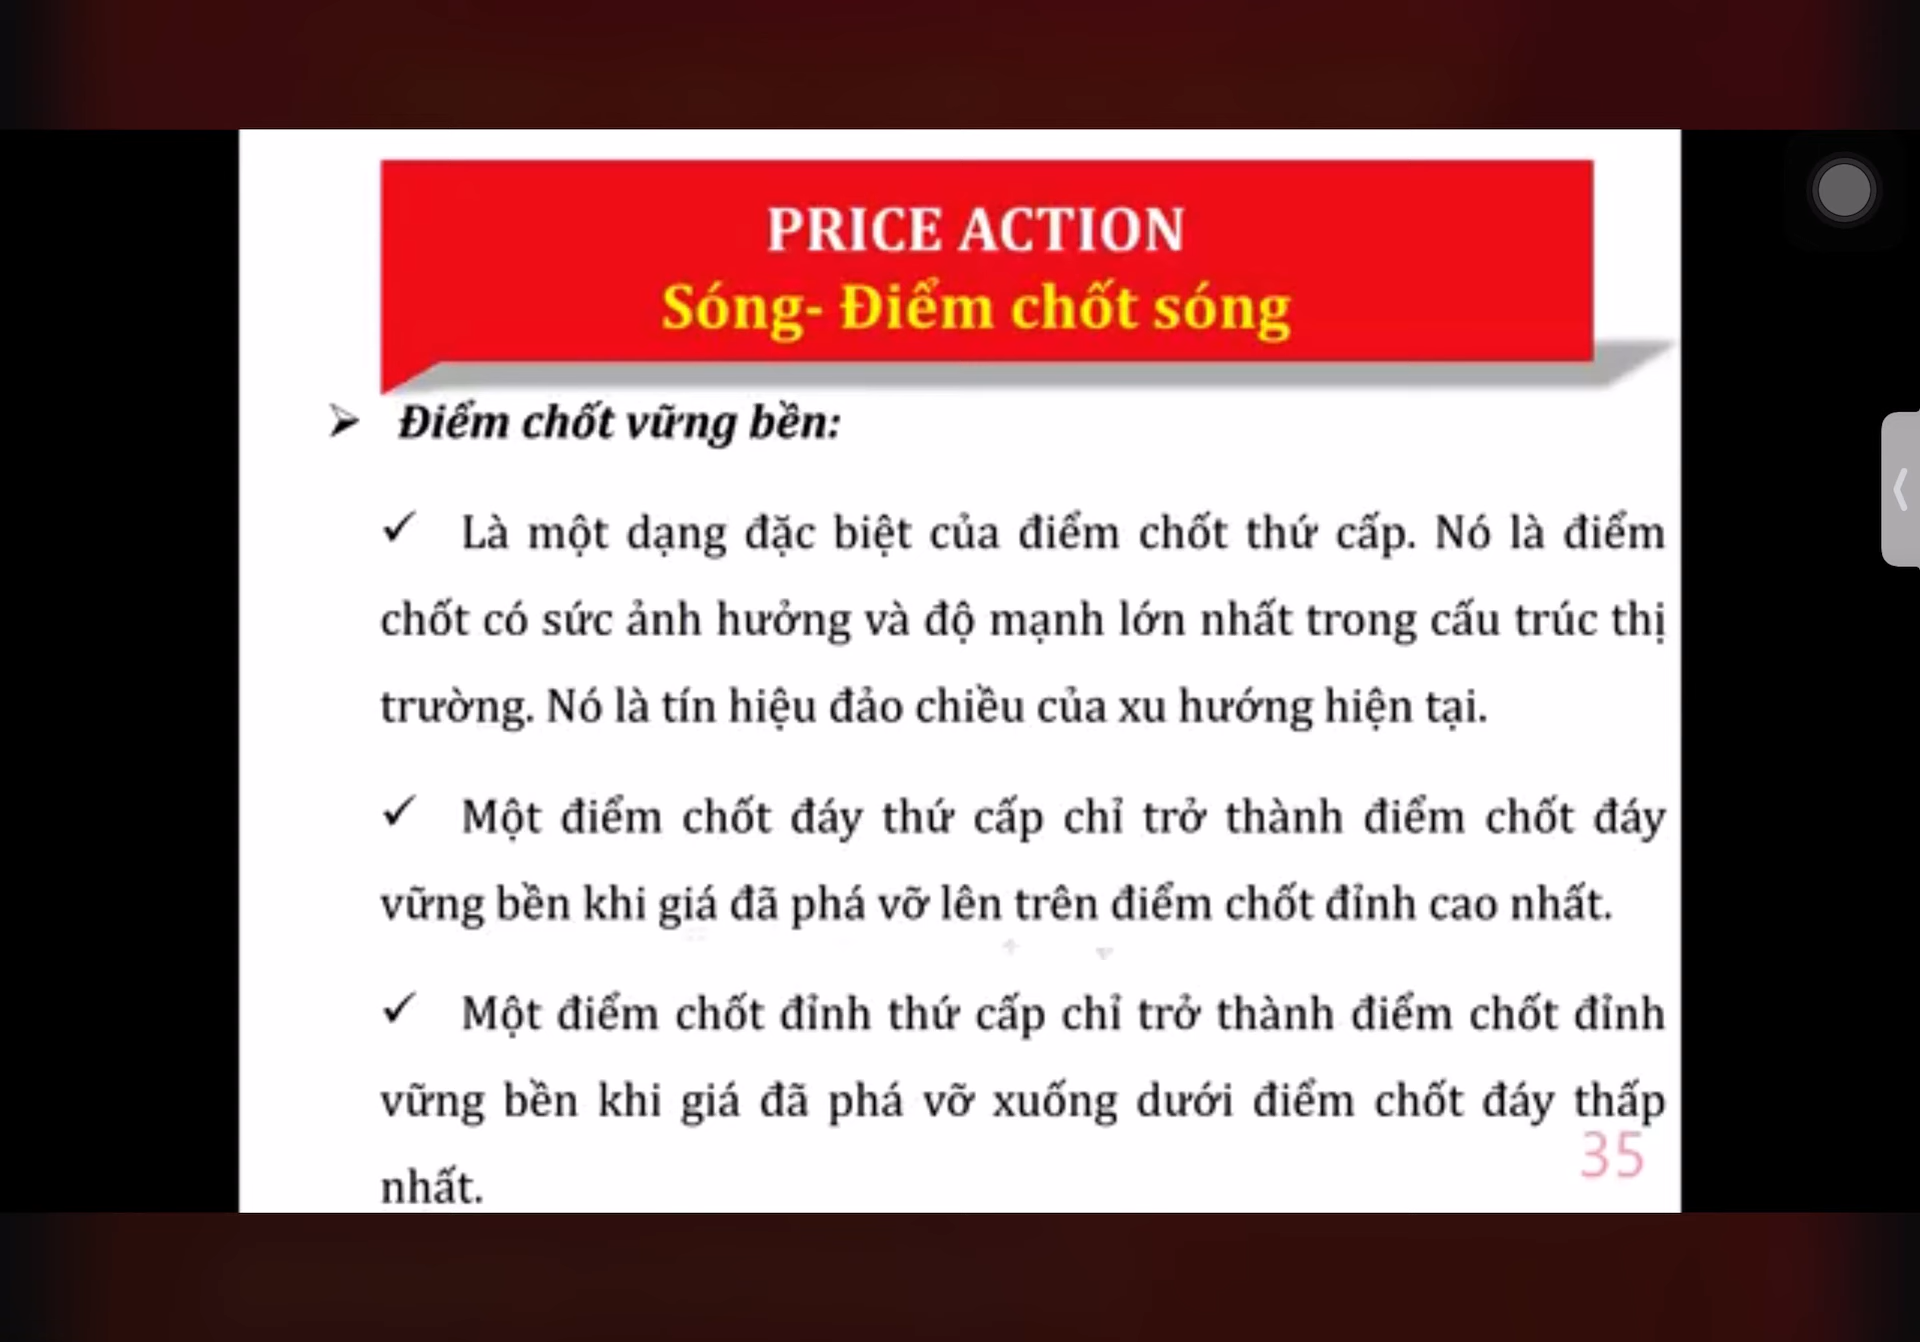 PRICE ACTION
Sóng- Điểm chốt sóng
Điểm chốt vững bền:
Là một dạng đặc biệt của điểm chốt thứ cấp. Nó là điểm
chốt có sức ảnh hưởng và độ mạnh lớn nhất trong cấu trúc thị
trường. Nó là tín hiệu đảo chiều của xu hướng hiện tại.
Một điểm chốt đáy thứ cấp chỉ trở thành điểm chốt đáy
vững bền khi giá đã phá vỡ lên trên điểm chốt đỉnh cao nhất.
Một điểm chốt đỉnh thứ cấp chỉ trở thành điểm chốt đỉnh
vững bền khi giá đã phá vỡ xuống dưới điểm chốt đáy thấp
nhất.
35